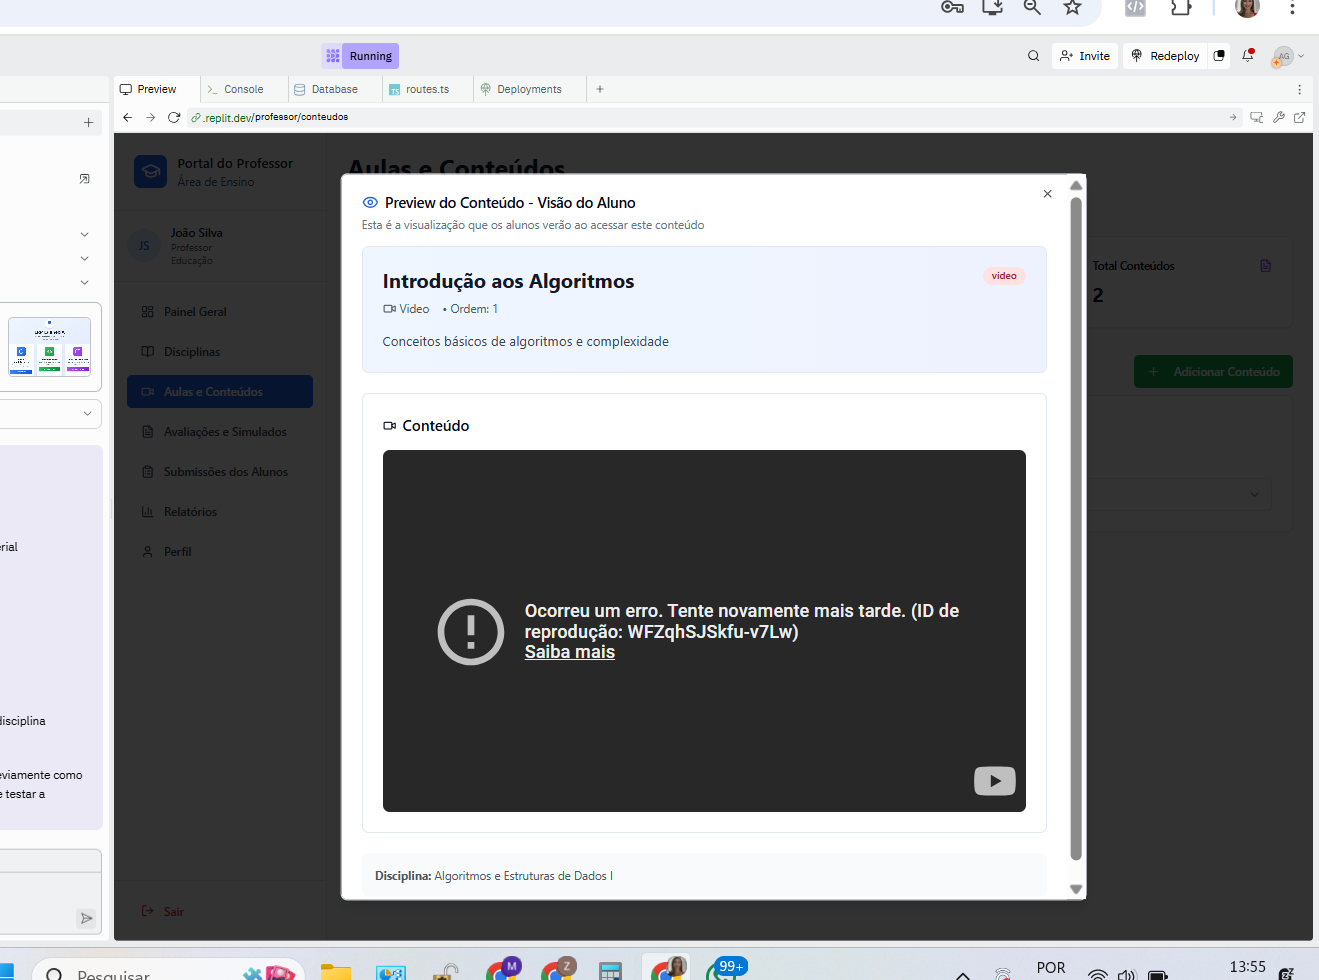 Running
Invite
Redeploy
AG
Preview
Console
Database
routes.ts
Deployments
.replit.dev/professor/conteudos
Portal do Professor
Área de Ensino
Aulas e Conteúdos
JS
João Silva
Professor
Educação
Painel Geral
Disciplinas
Aulas e Conteúdos
Avaliações e Simulados
Submissões dos Alunos
Relatórios
Perfil
Sair
Preview do Conteúdo - Visão do Aluno
Esta é a visualização que os alunos verão ao acessar este conteúdo
Introdução aos Algoritmos
video
Video • Ordem: 1
Conceitos básicos de algoritmos e complexidade
Conteúdo
Ocorreu um erro. Tente novamente mais tarde. (ID de
reprodução: WFZqhSJSkfu-v7Lw)
Saiba mais
Disciplina: Algoritmos e Estruturas de Dados I
Total Conteúdos
2
Adicionar Conteúdo
erial
disciplina
eviamente como
e testar a
Pesquisar
M
Z
99+
POR
13:55